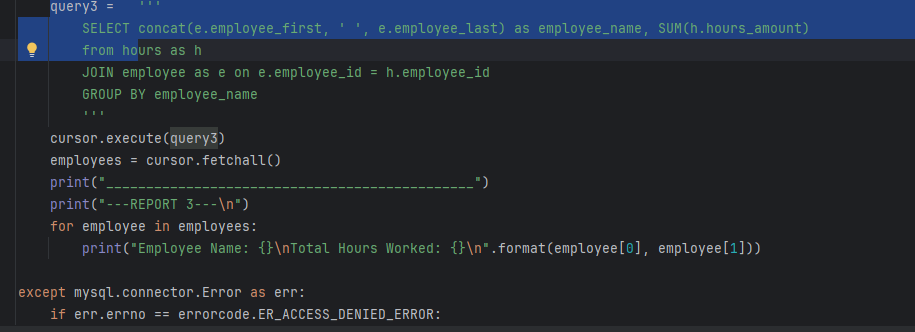 query3 = '''
SELECT concat(e.employee_first, ' ', e.employee_last) as employee_name, SUM(h.hours_amount)
from hours as h
JOIN employee as e on e.employee_id = h.employee_id
GROUP BY employee_name
'''
cursor.execute(query3)
employees = cursor.fetchall()
print("______________________________________________")
print("---REPORT 3---\n")
for employee in employees:
print("Employee Name: {}\nTotal Hours Worked: {}\n".format(employee[0], employee[1]))
except mysql.connector.Error as err:
if err.errno == errorcode.ER_ACCESS_DENIED_ERROR: